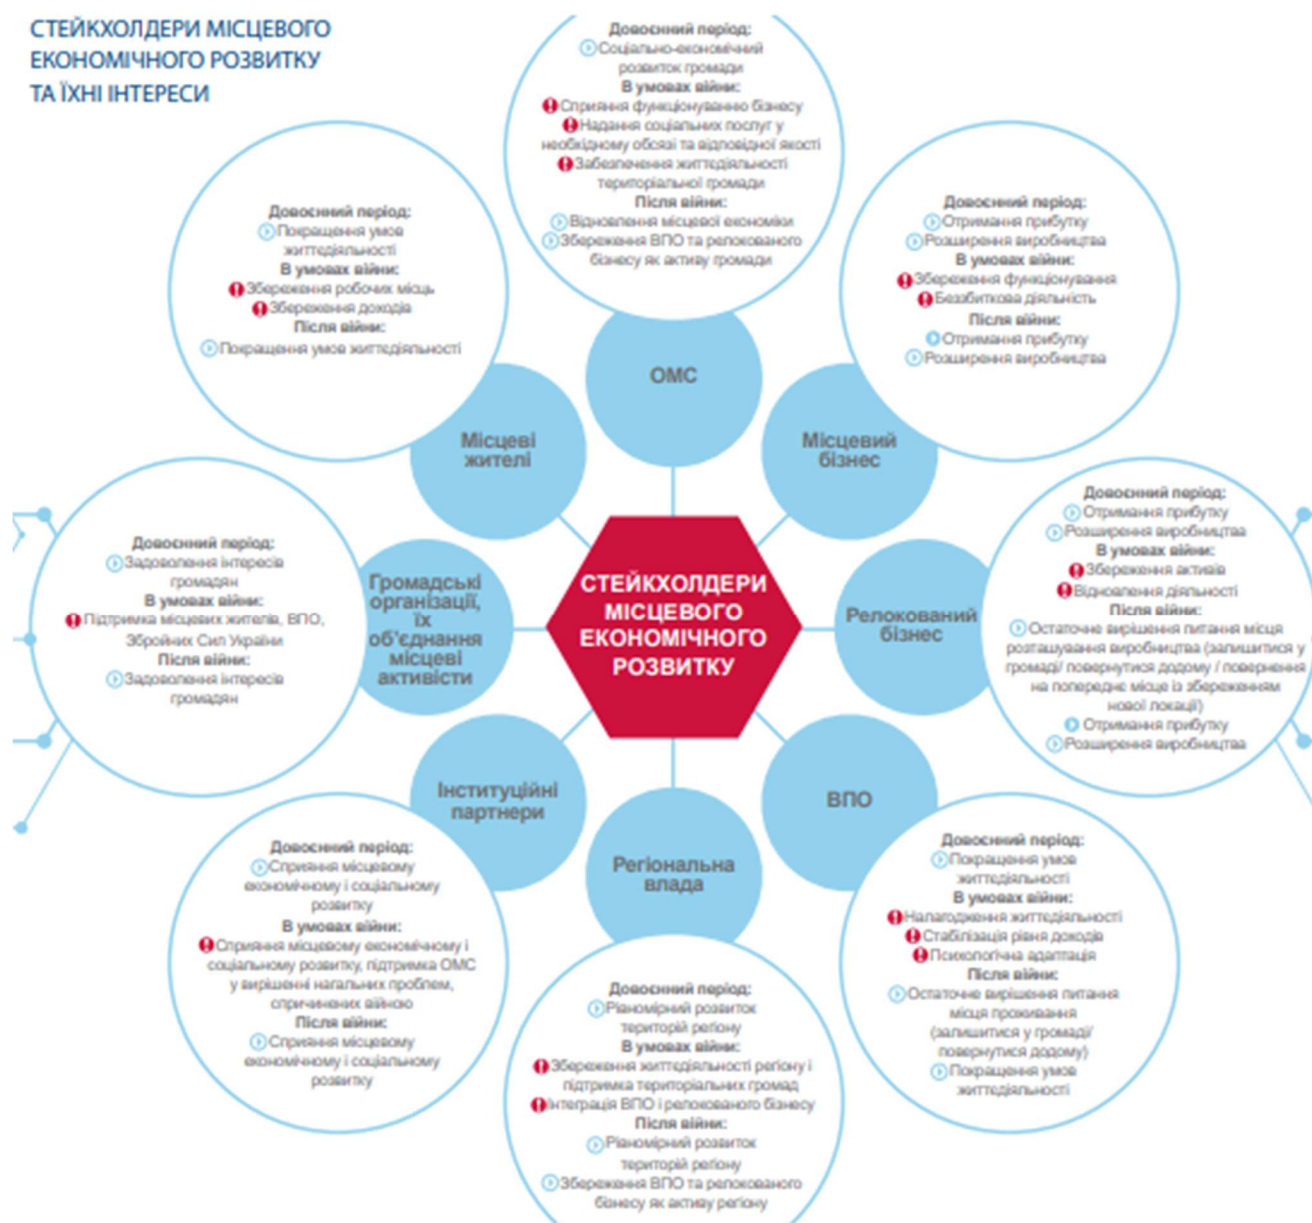 СТЕЙКХОЛДЕРИ МІСЦЕВОГО
ЕКОНОМІЧНОГО РОЗВИТКУ
ТА ЇХНІ ІНТЕРЕСИ
Довоєнний період:
Соціально-економічний
розвиток громади
В умовах війни:
Сприяння функціонуванню бізнесу
Надання соціальних послуг у
необхідному обсязі та відповідної якості
Забезпечення життєдіяльності
територіальної громади
Після війни:
Відновлення місцевої економіки
Збереження ВПО та релокованого
бізнесу як активу громади
ОМС
Довоєнний період:
Отримання прибутку
Розширення виробництва
В умовах війни:
Збереження функціонування
Беззбиткова діяльність
Після війни:
Отримання прибутку
Розширення виробництва
Місцевий
бізнес
Довоєнний період:
Отримання прибутку
Розширення виробництва
В умовах війни:
Збереження активів
Відновлення діяльності
Після війни:
Остаточне вирішення питання місця
розташування виробництва (залишитися у
громаді/ повернутися додому / повернення
на попереднє місце із збереженням
нової локації)
Отримання прибутку
Розширення виробництва
Релокований
бізнес
Довоєнний період:
Покращення умов
життєдіяльності
В умовах війни:
Налагодження життєдіяльності
Стабілізація рівня доходів
Психологічна адаптація
Після війни:
Остаточне вирішення питання
місця проживання
(залишитися у громаді/
повернутися додому)
Покращення умов
життєдіяльності
ВПО
Регіональна
влада
Довоєнний період:
Рівномірний розвиток
територій регіону
В умовах війни:
Збереження життєдіяльності регіону і
підтримка територіальних громад
Інтеграція ВПО і релокованого бізнесу
Після війни:
Рівномірний розвиток
територій регіону
Збереження ВПО та релокованого
бізнесу як активу регіону
Інституційні
партнери
Довоєнний період:
Сприяння місцевому
економічному і соціальному
розвитку
В умовах війни:
Сприяння місцевому економічному і
соціальному розвитку, підтримка ОМС
у вирішенні нагальних проблем,
спричинених війною
Після війни:
Сприяння місцевому
економічному і соціальному
розвитку
Громадські
організації,
їх
об'єднання
місцеві
активісти
Довоєнний період:
Задоволення інтересів
громадян
В умовах війни:
Підтримка місцевих жителів, ВПО,
Збройних Сил України
Після війни:
Задоволення інтересів
громадян
Місцеві
жителі
Довоєнний період:
Покращення умов
життєдіяльності
В умовах війни:
Збереження робочих місць
Збереження доходів
Після війни:
Покращення умов життєдіяльності
СТЕЙКХОЛДЕРИ
МІСЦЕВОГО
ЕКОНОМІЧНОГО
РОЗВИТКУ